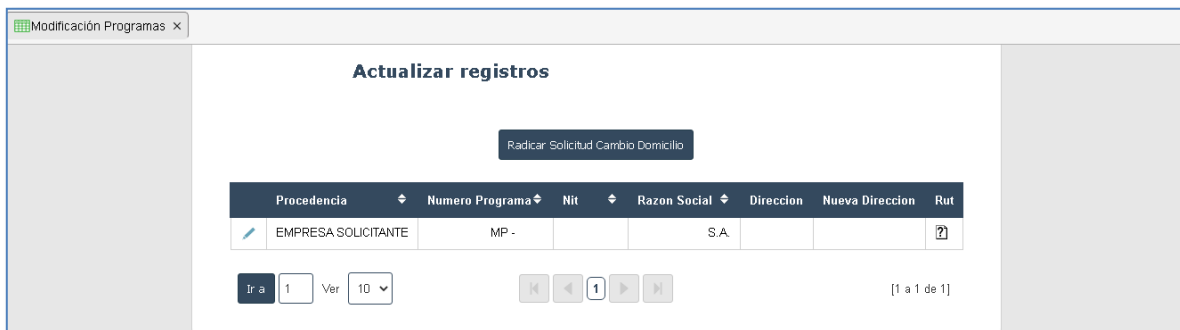 Modificación Programas ×
Actualizar registros
Radicar Solicitud Cambio Domicilio
Procedencia Numero Programa Nit Razon Social Direccion Nueva Direccion Rut
EMPRESA SOLICITANTE MP - S.A.
Ir a 1 Ver 10 1 [1 a 1 de 1]